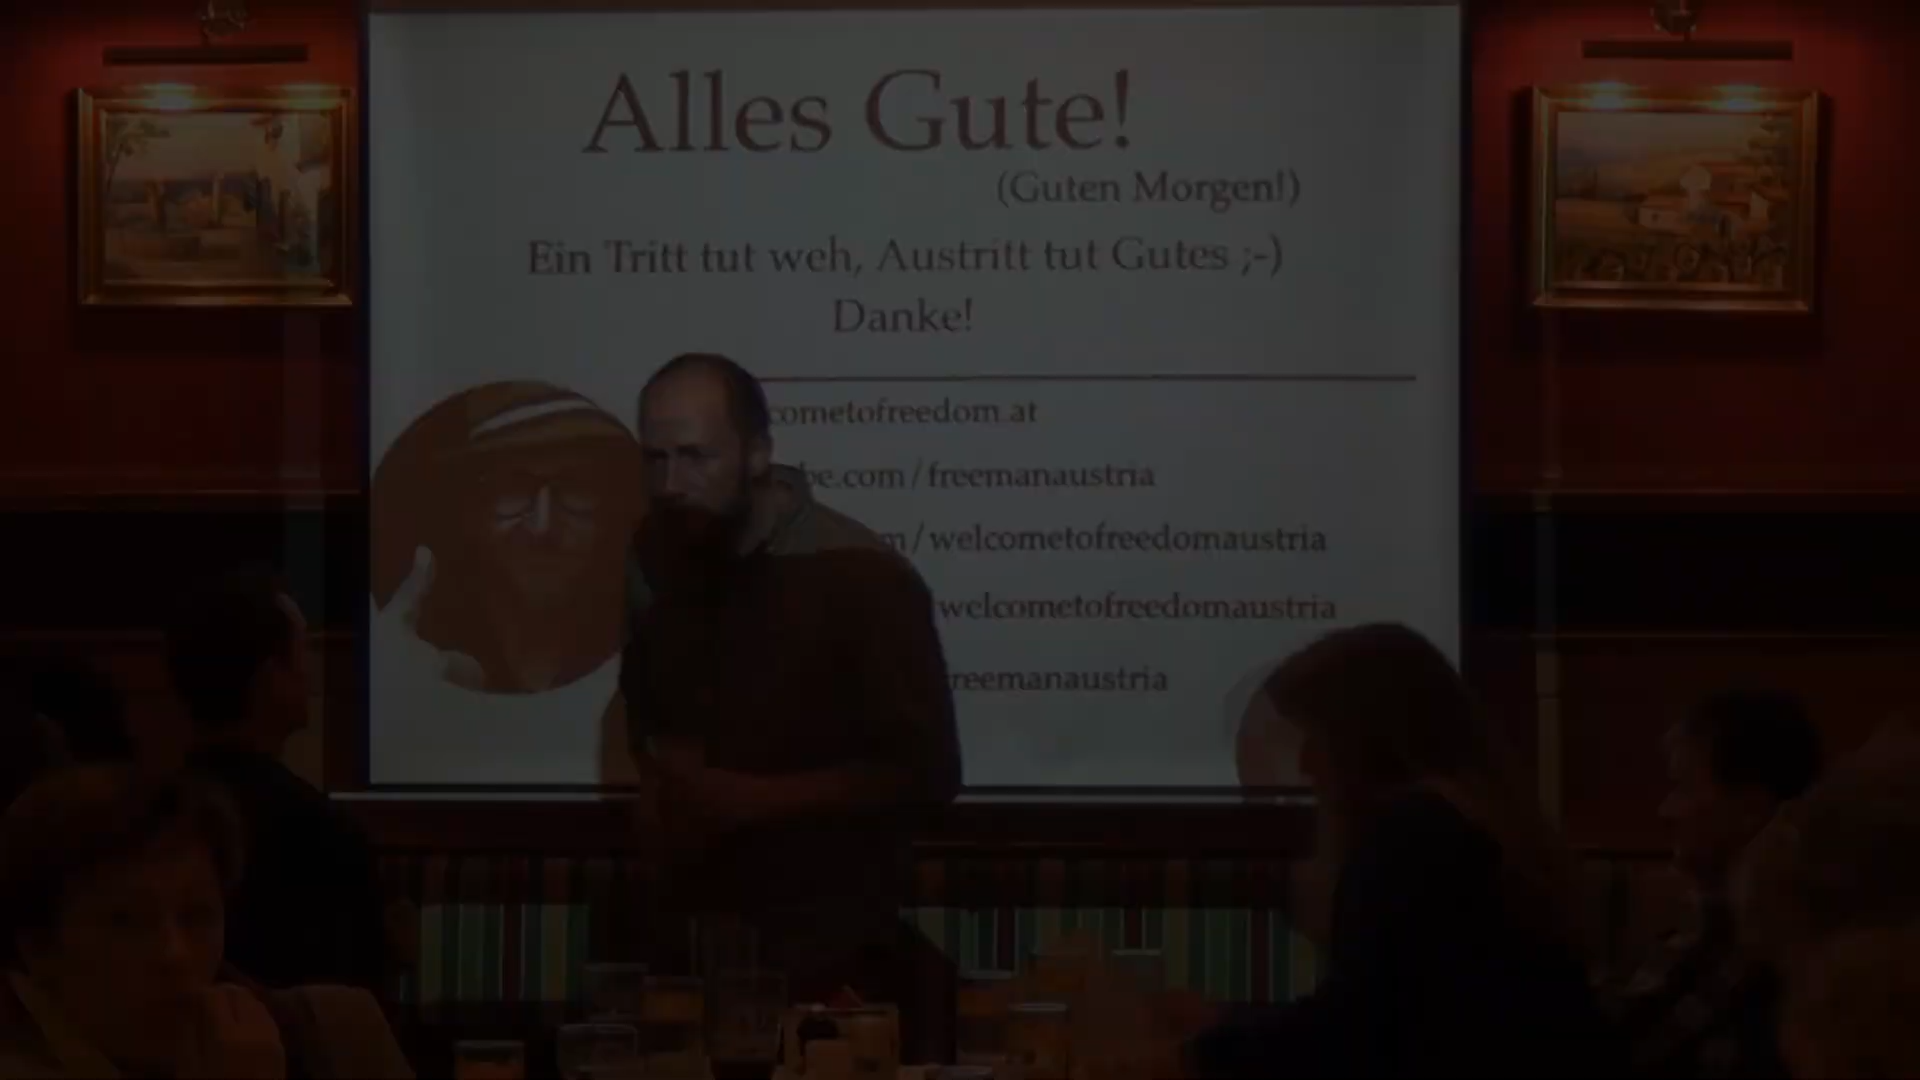 Alles Gute!
(Guten Morgen!)
Ein Tritt tut weh, Austritt tut Gutes ;-)
Danke!
cometofreedom.at
be.com/freemanaustria
m/welcometofreedomaustria
welcometofreedomaustria
reemanaustria